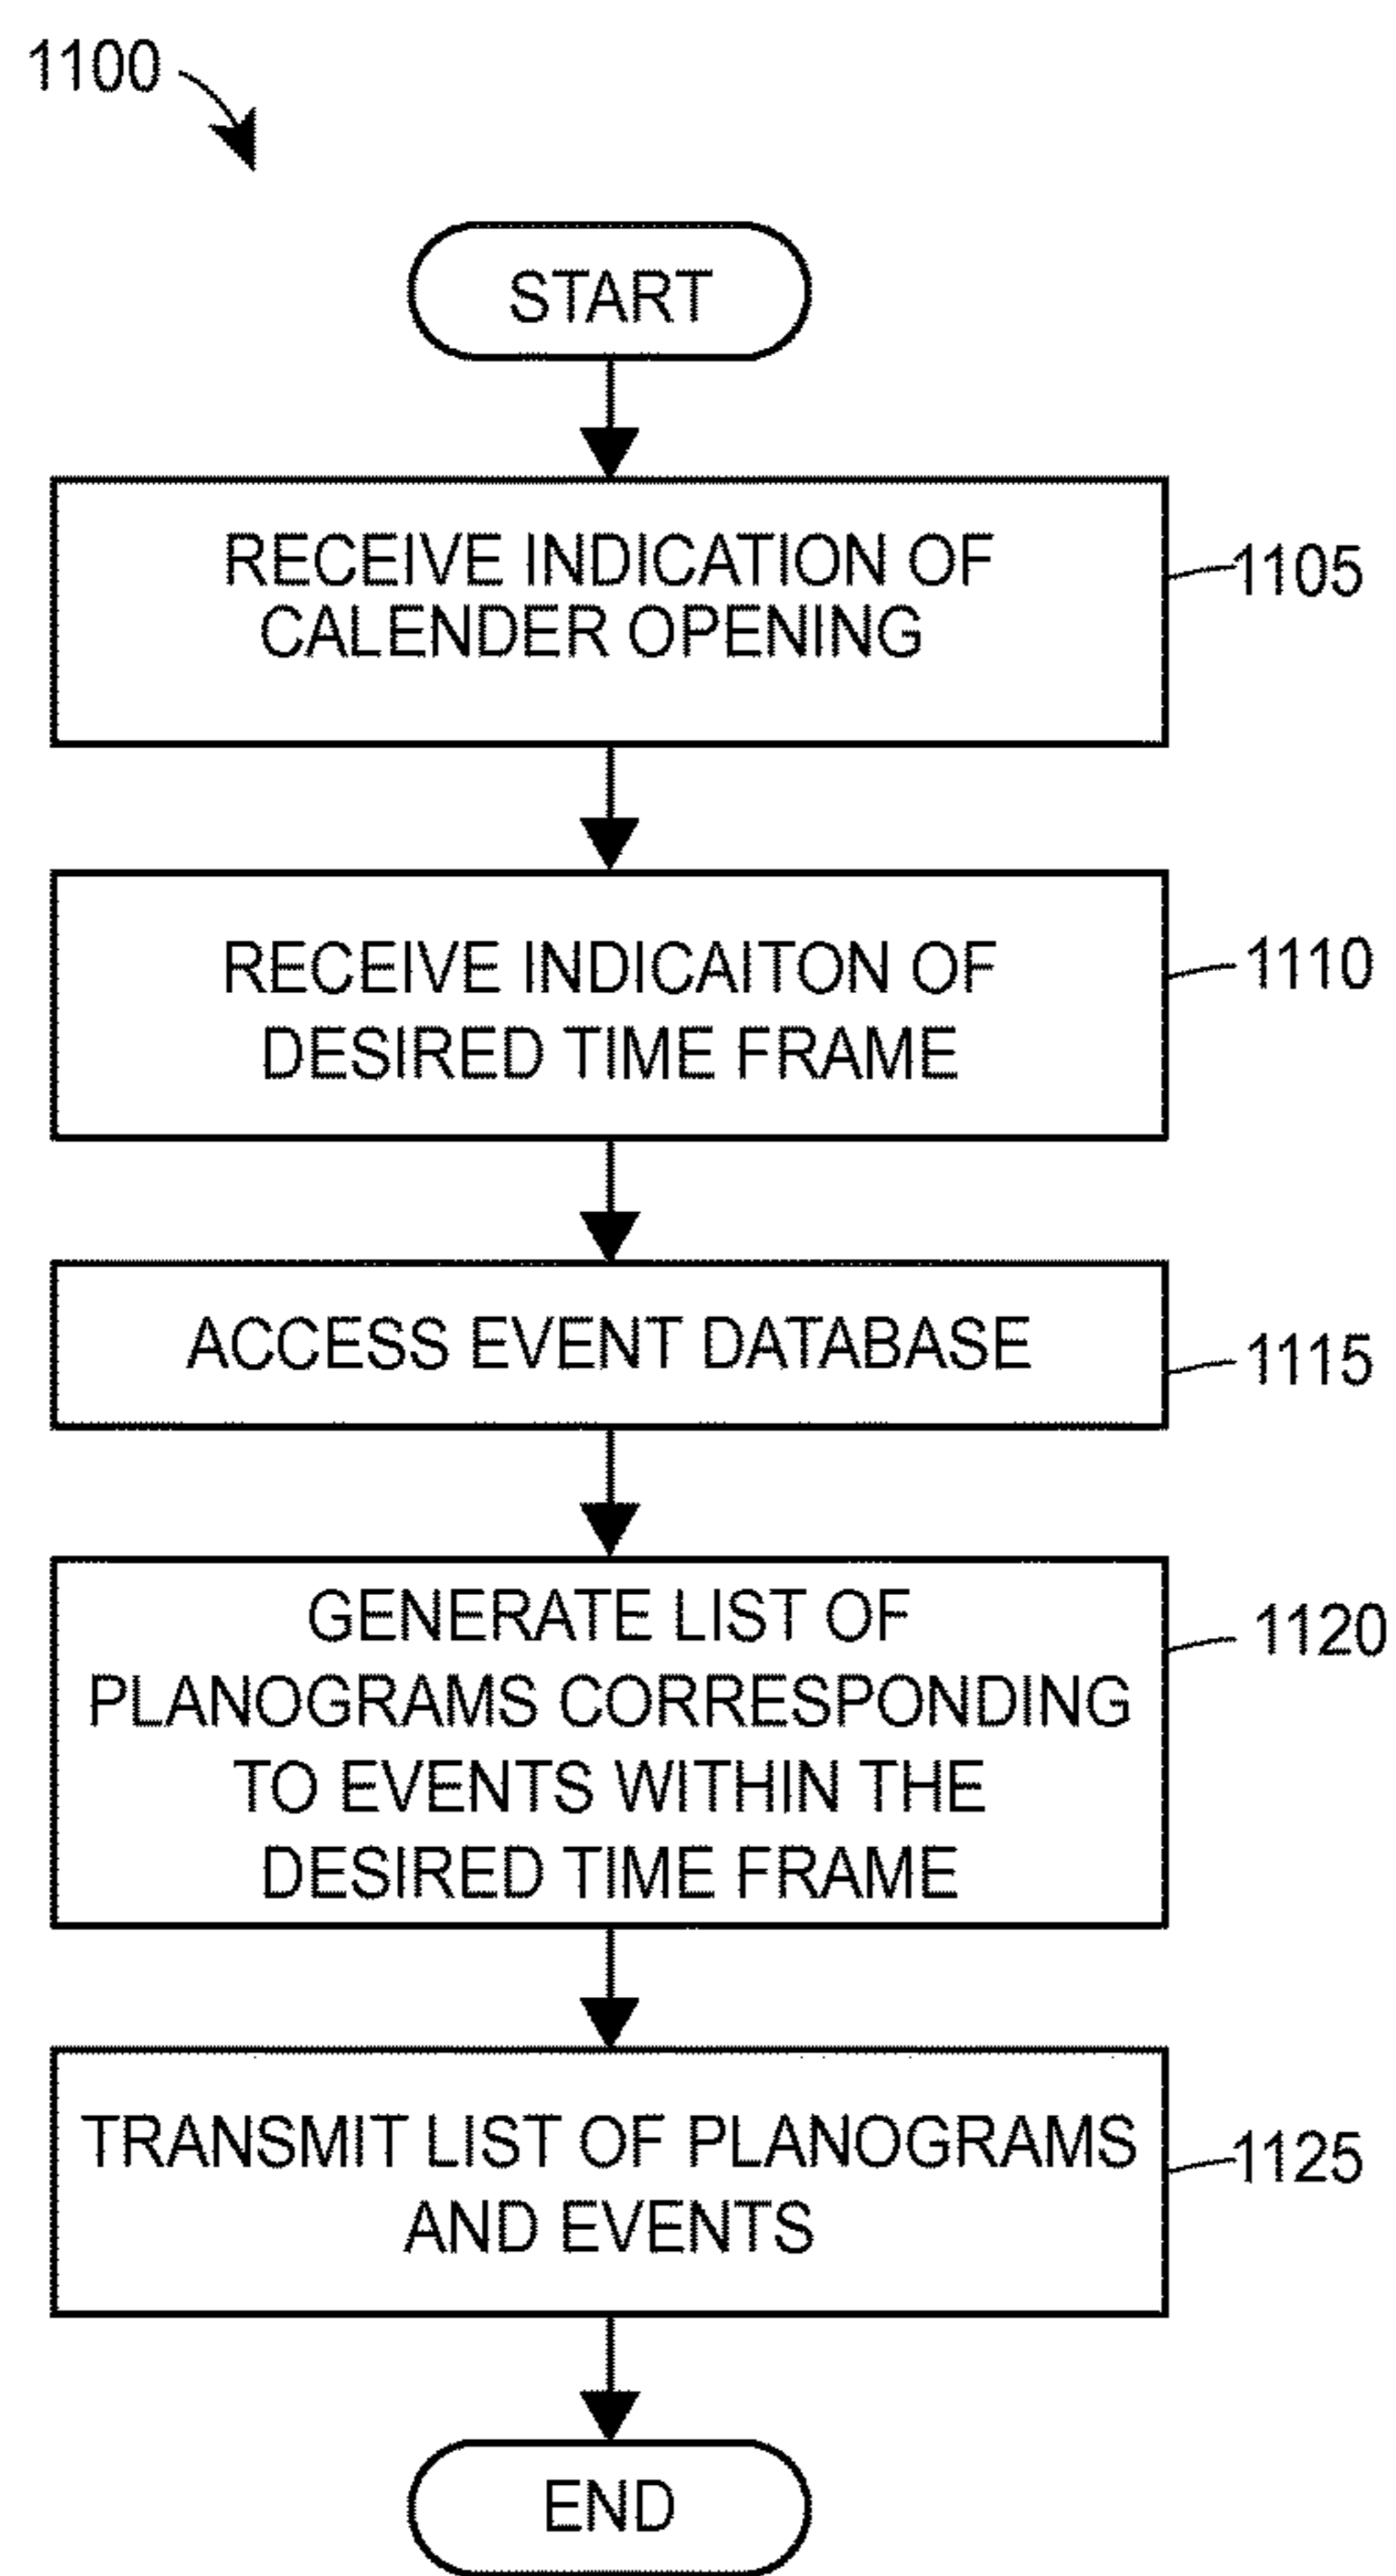 1100
START
RECEIVE INDICATION OF
CALENDER OPENING
1105
RECEIVE INDICAITON OF
DESIRED TIME FRAME
1110
ACCESS EVENT DATABASE
1115
GENERATE LIST OF
PLANOGRAMS CORRESPONDING
TO EVENTS WITHIN THE
DESIRED TIME FRAME
1120
TRANSMIT LIST OF PLANOGRAMS
AND EVENTS
1125
END